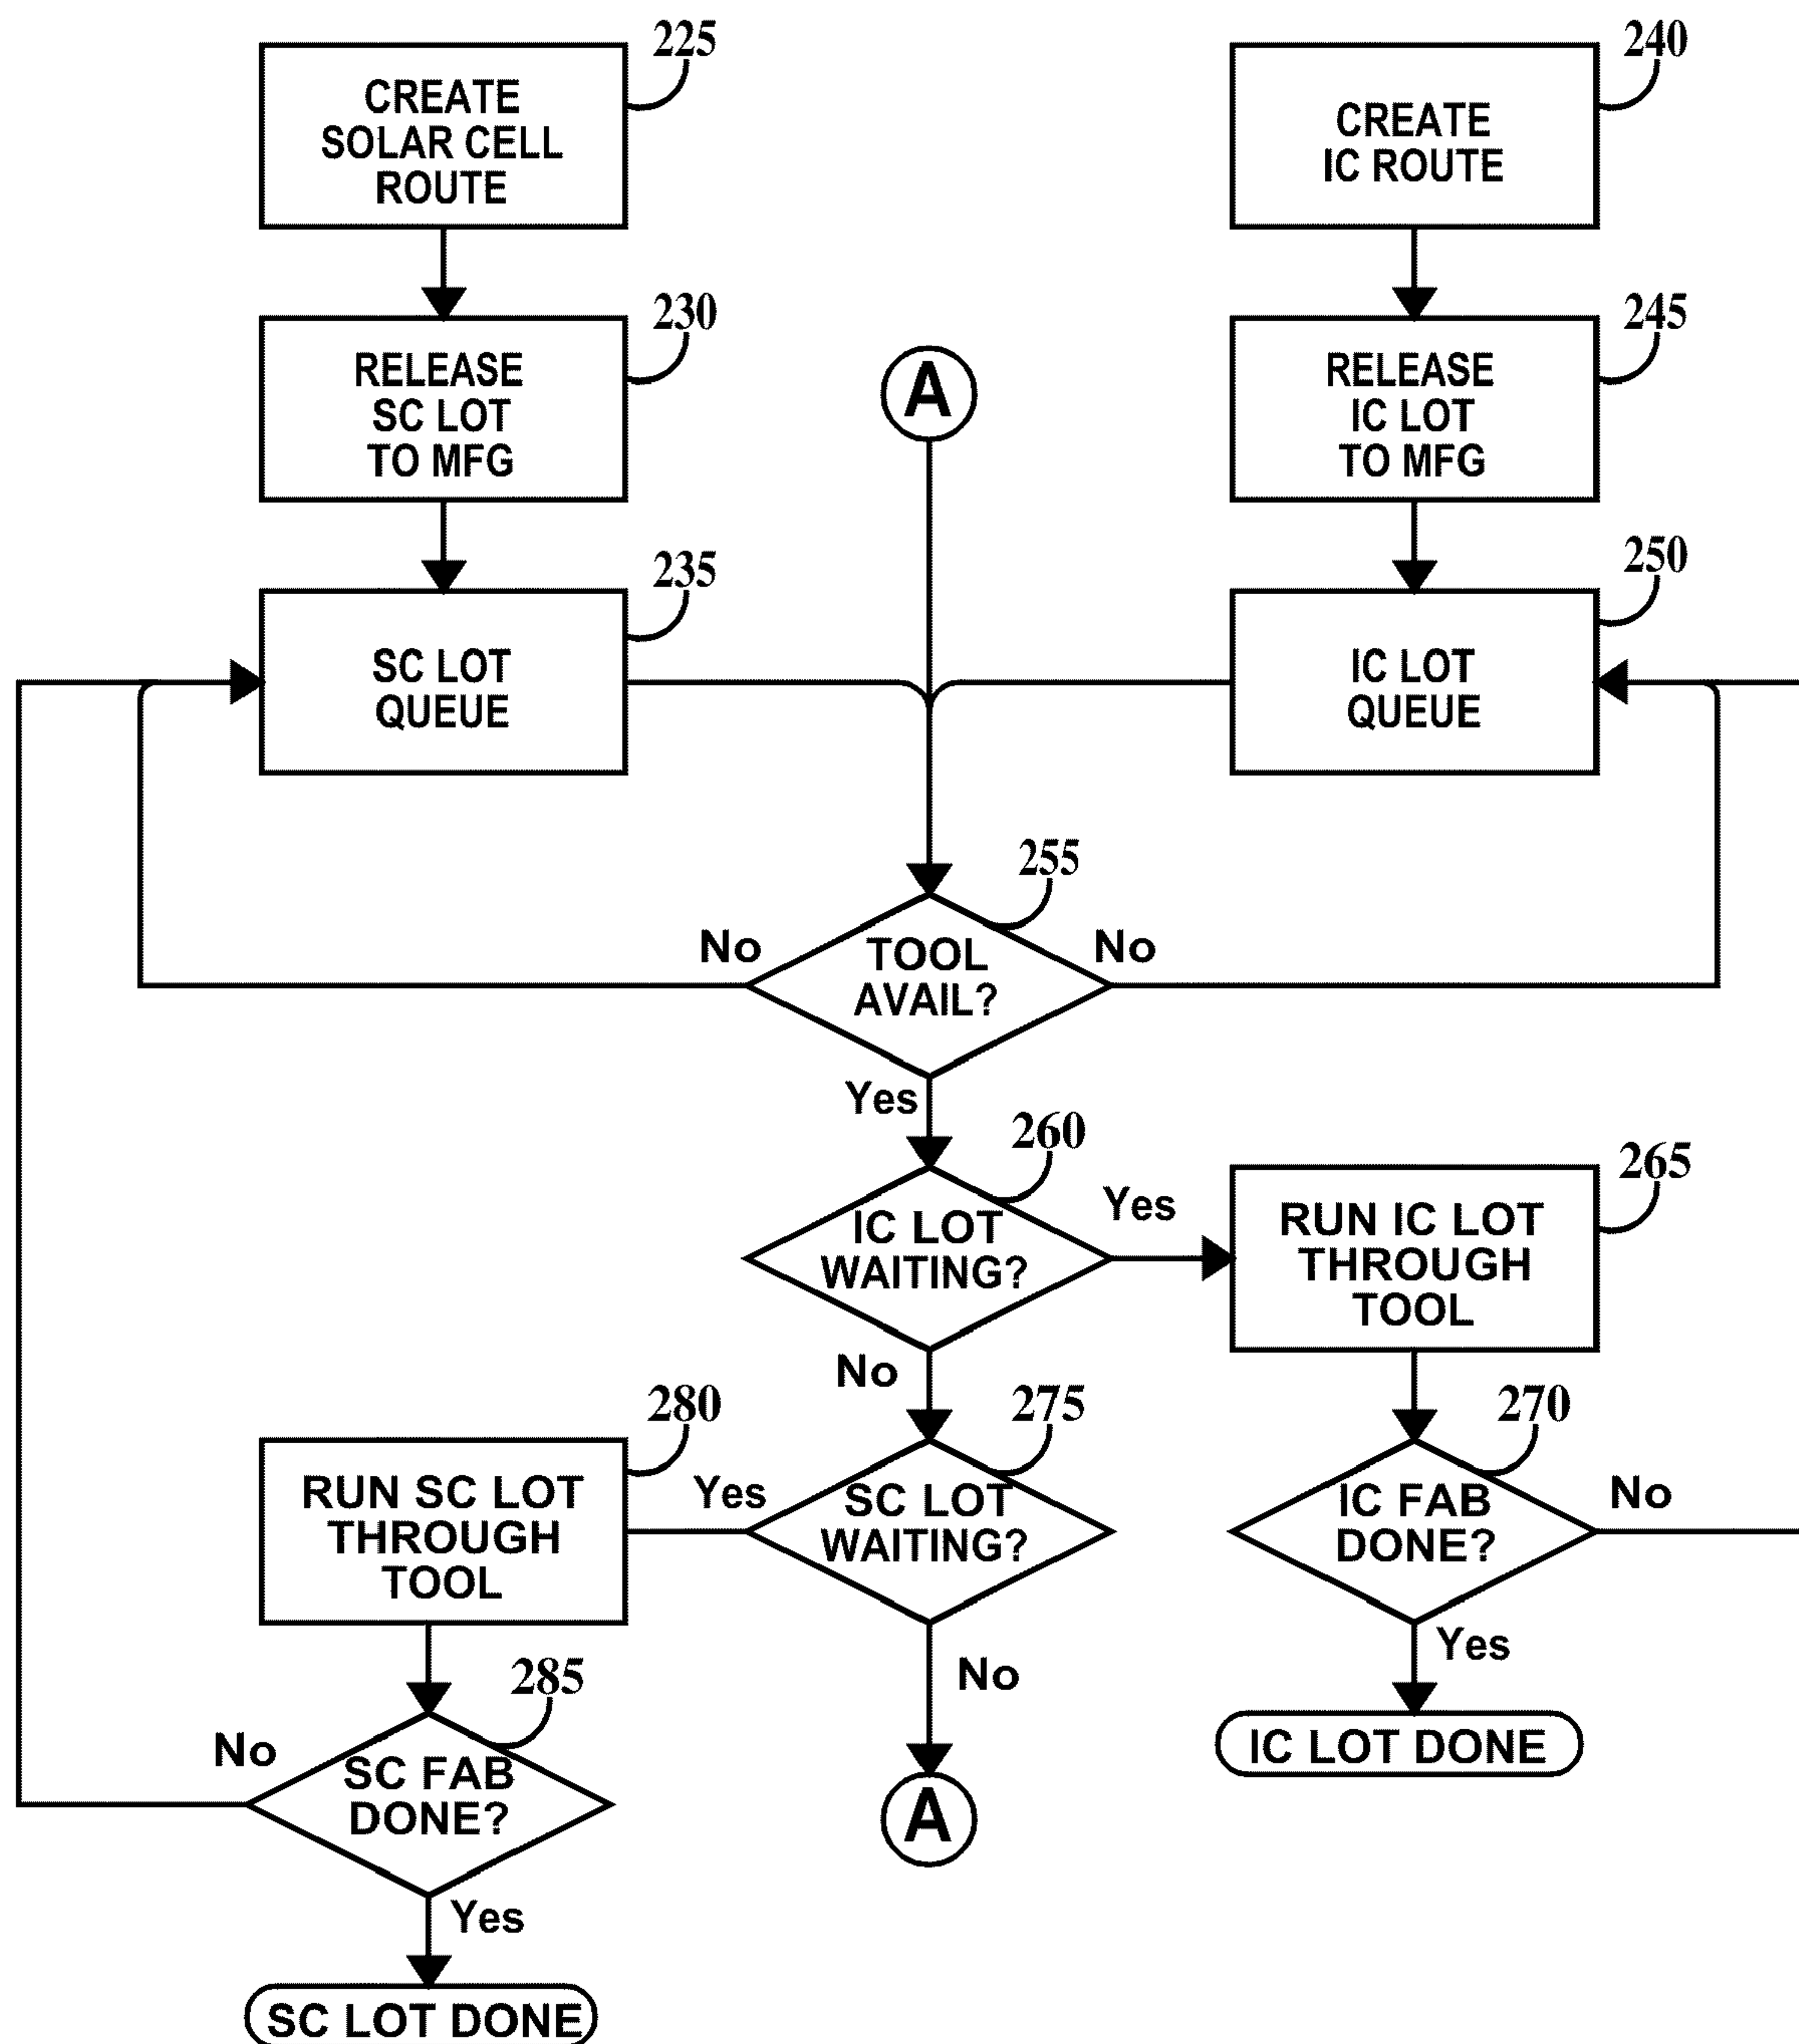 225
CREATE
SOLAR CELL
ROUTE
240
CREATE
IC ROUTE
230
RELEASE
SC LOT
TO MFG
A
245
RELEASE
IC LOT
TO MFG
235
SC LOT
QUEUE
250
IC LOT
QUEUE
255
No
TOOL
AVAIL?
No
Yes
260
IC LOT
WAITING?
Yes
265
RUN IC LOT
THROUGH
TOOL
No
280
RUN SC LOT
THROUGH
TOOL
Yes
275
SC LOT
WAITING?
270
IC FAB
DONE?
No
No
Yes
285
No
SC FAB
DONE?
A
IC LOT DONE
Yes
SC LOT DONE